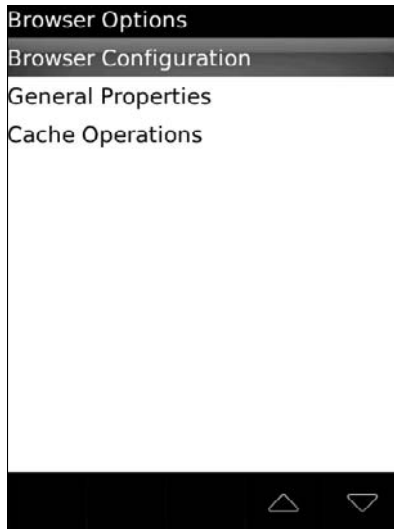 Browser Options
Browser Configuration
General Properties
Cache Operations